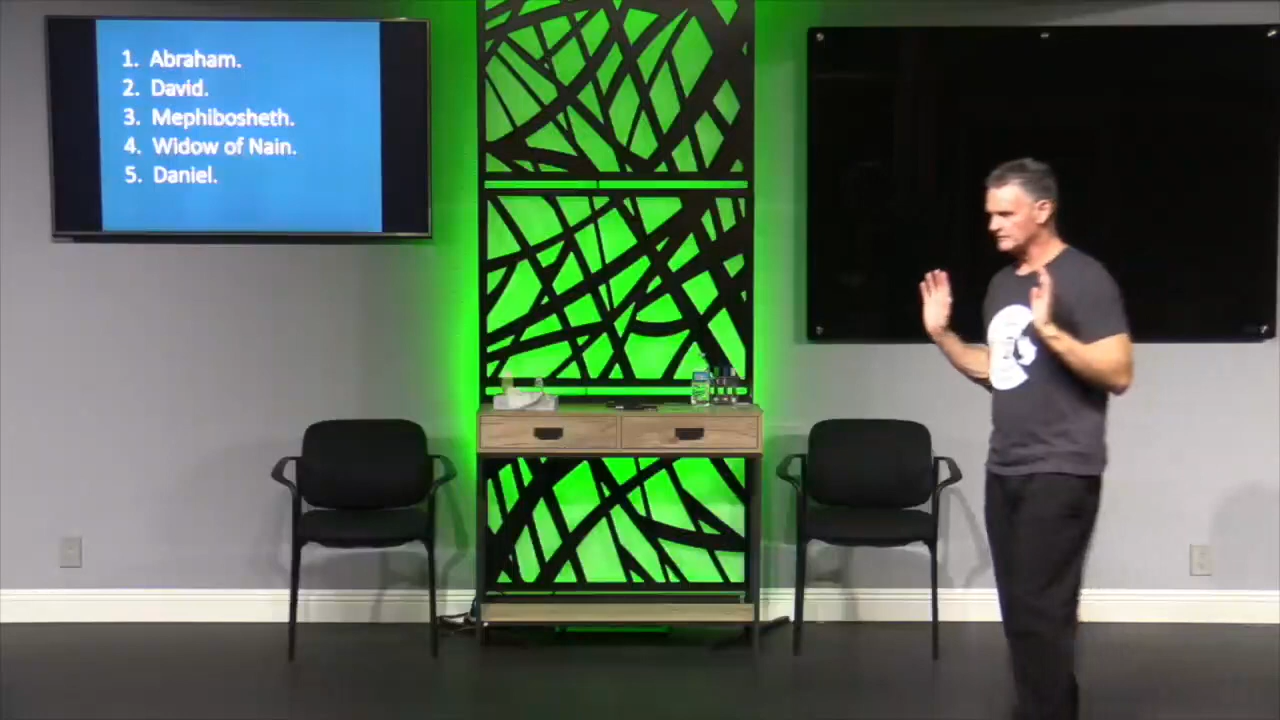 1. Abraham.
2. David.
3. Mephibosheth.
4. Widow of Nain.
5. Daniel.